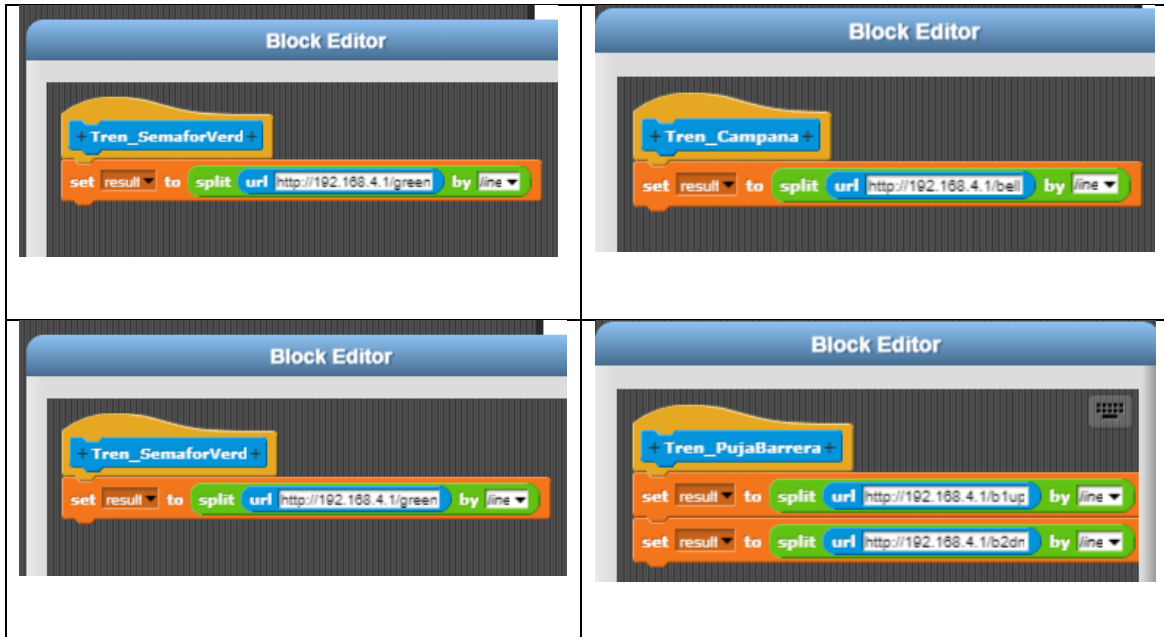 Block Editor
+Tren_SemaforVerd+
set result to split url http://192.168.4.1/green by line
Block Editor
+Tren_Campana+
set result to split url http://192.168.4.1/bell by line
Block Editor
+Tren_SemaforVerd+
set result to split url http://192.168.4.1/green by line
Block Editor
+Tren_PujaBarrera+
set result to split url http://192.168.4.1/b1up by line
set result to split url http://192.168.4.1/b2dn by line